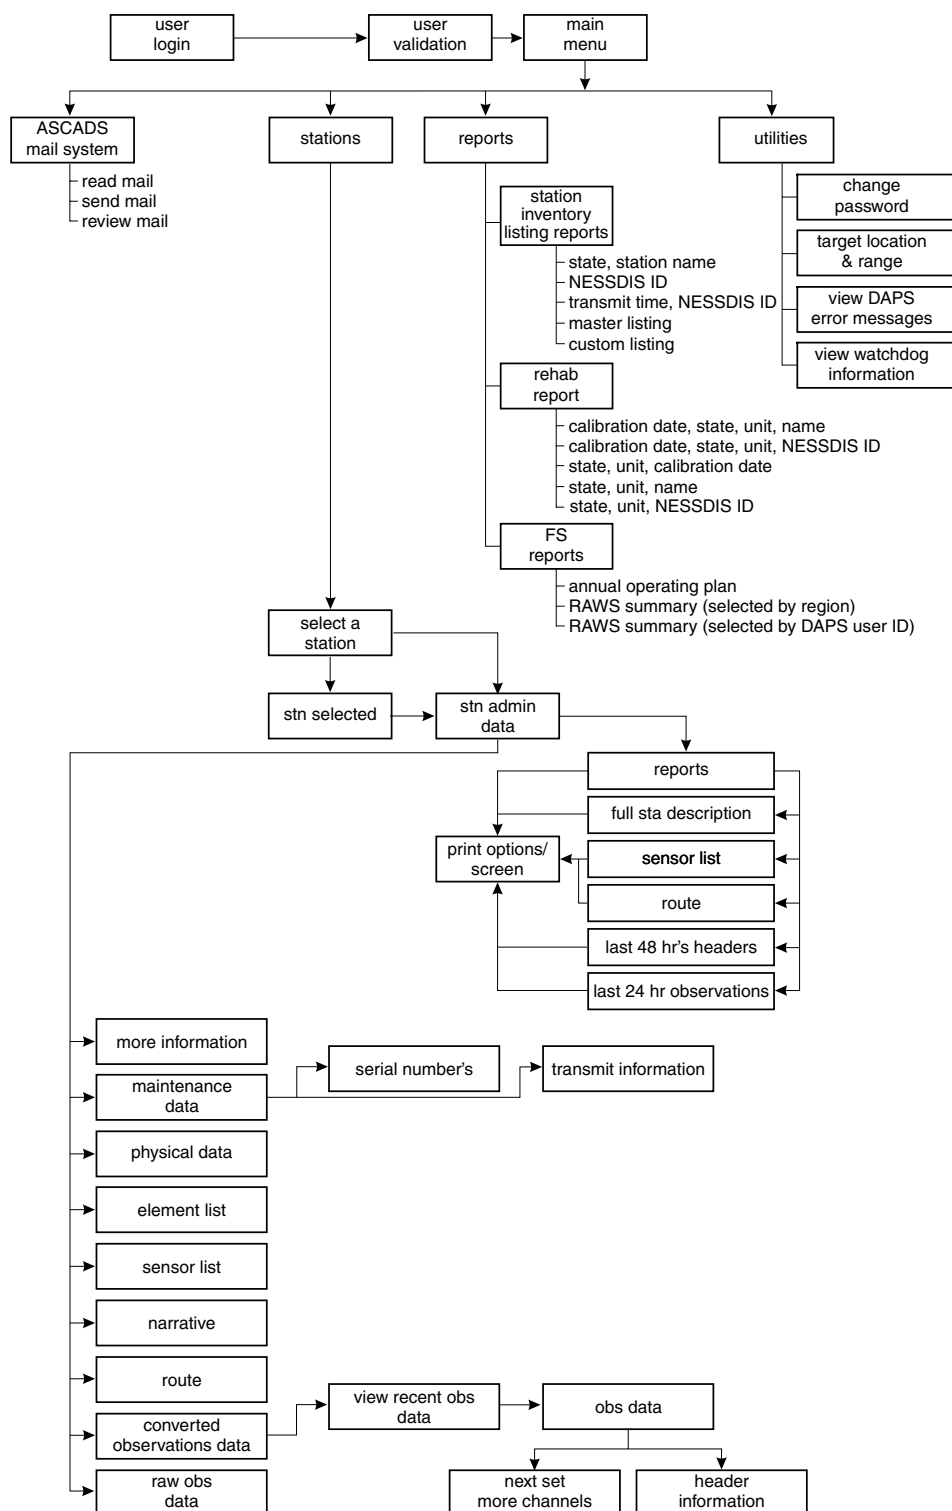 user
login
user
validation
main
menu
ASCADS
mail system
read mail
send mail
review mail
stations
reports
utilities
station
inventory
listing reports
state, station name
NESSDIS ID
transmit time, NESSDIS ID
master listing
custom listing
rehab
report
calibration date, state, unit, name
calibration date, state, unit, NESSDIS ID
state, unit, calibration date
state, unit, name
state, unit, NESSDIS ID
FS
reports
annual operating plan
RAWS summary (selected by region)
RAWS summary (selected by DAPS user ID)
change
password
target location
& range
view DAPS
error messages
view watchdog
information
select a
station
stn selected
stn admin
data
reports
full sta description
sensor list
route
last 48 hr's headers
last 24 hr observations
print options/
screen
more information
maintenance
data
serial number's
transmit information
physical data
element list
sensor list
narrative
route
converted
observations data
view recent obs
data
obs data
next set
more channels
header
information
raw obs
data